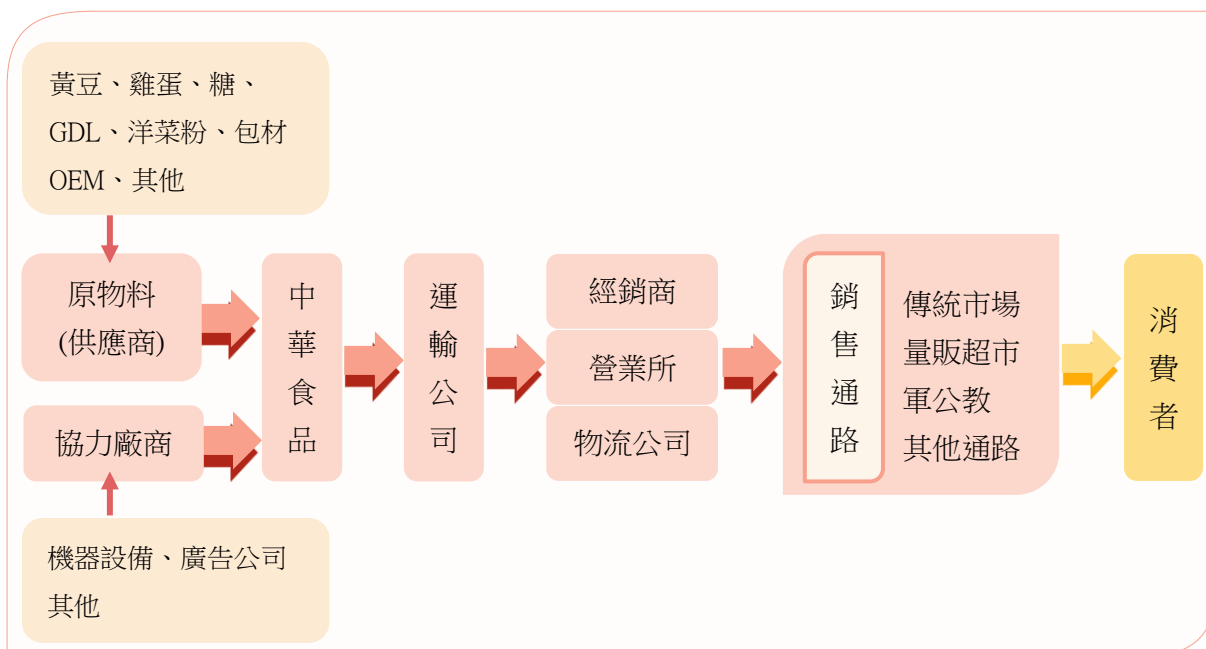 黃豆、雞蛋、糖、
GDL、洋菜粉、包材
OEM、其他
原物料
(供應商)
協力廠商
機器設備、廣告公司
其他
中華食品
運輸公司
經銷商
營業所
物流公司
銷售通路
傳統市場
量販超市
軍公教
其他通路
消費者